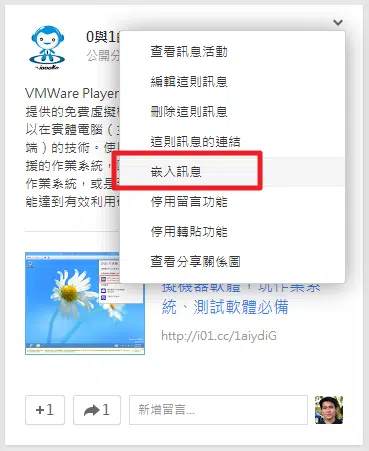 0與1的
公開分
查看訊息活動
編輯這則訊息
刪除這則訊息
這則訊息的連結
嵌入訊息
停用留言功能
停用轉貼功能
查看分享關係圖
VMWare Player
提供的免費虛擬
以在實體電腦
端）的技術。使
援的作業系統，
作業系統，或是
能達到有效利用
擬機器軟體，玩作業系
統、測試軟體必備
http://i01.cc/1aiydiG
+1
1
新增留言...